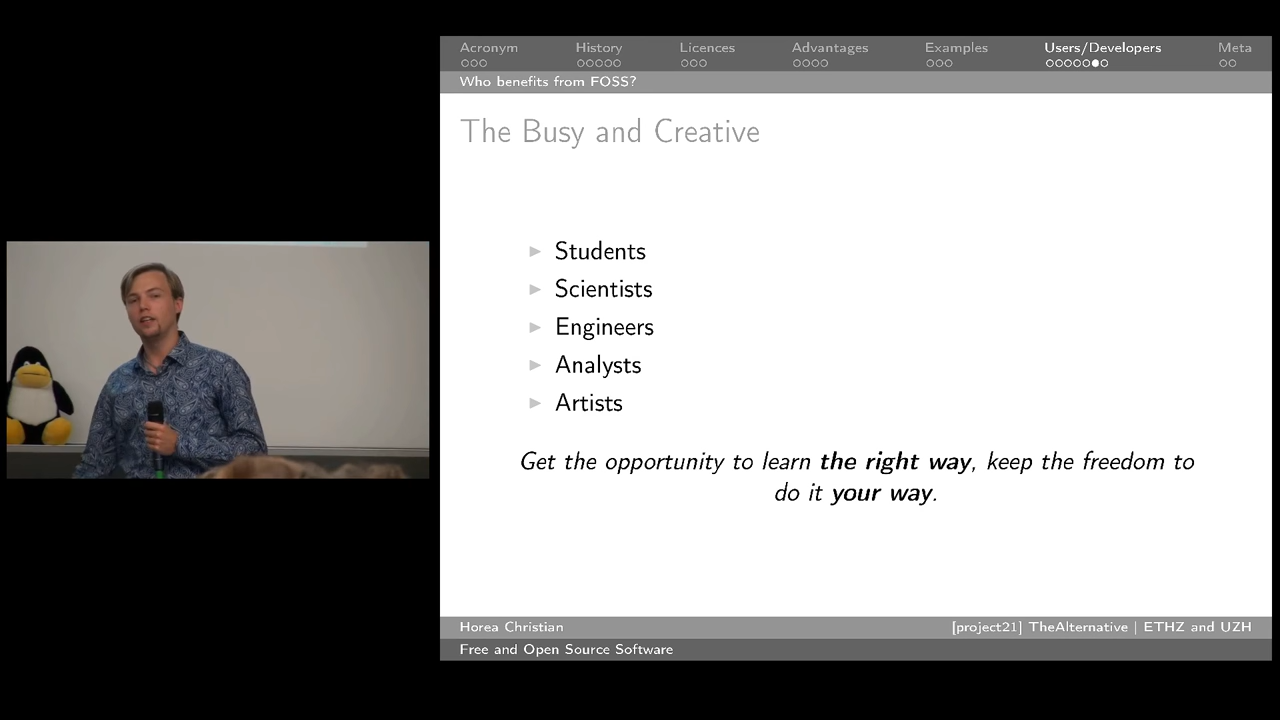 Acronym History Licences Advantages Examples Users/Developers Meta
Who benefits from FOSS?
The Busy and Creative
Students
Scientists
Engineers
Analysts
Artists
Get the opportunity to learn the right way, keep the freedom to
do it your way.
Horea Christian [project21] TheAlternative | ETHZ and UZH
Free and Open Source Software